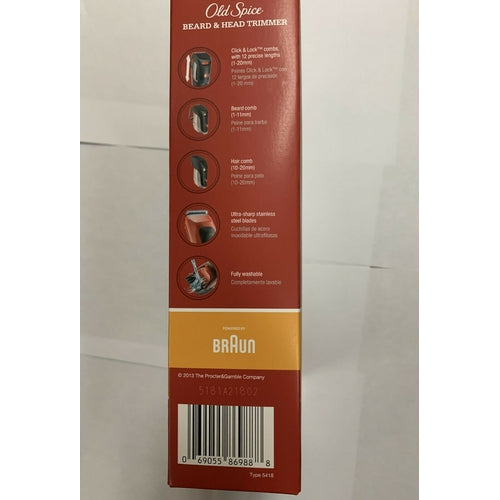 Old Spice
BEARD & HEAD TRIMMER
Click & Lock™ combs,
with 12 precise lengths
(1-20mm)
Peines Click & Lock™ con
12 largos de precisión
(1-20 mm)
Beard comb
(1-11mm)
Peine para barba
(1-11mm)
Hair comb
(10-20mm)
Peine para pelo
(10-20mm)
Ultra-sharp stainless
steel blades
Cuchillas de acero
inoxidable ultrafilosas
Fully washable
Completamente lavable
POWERED BY
BRAUN
© 2013 The Procter&Gamble Company
5181A21802
0 69055 86988 8
Type 5418